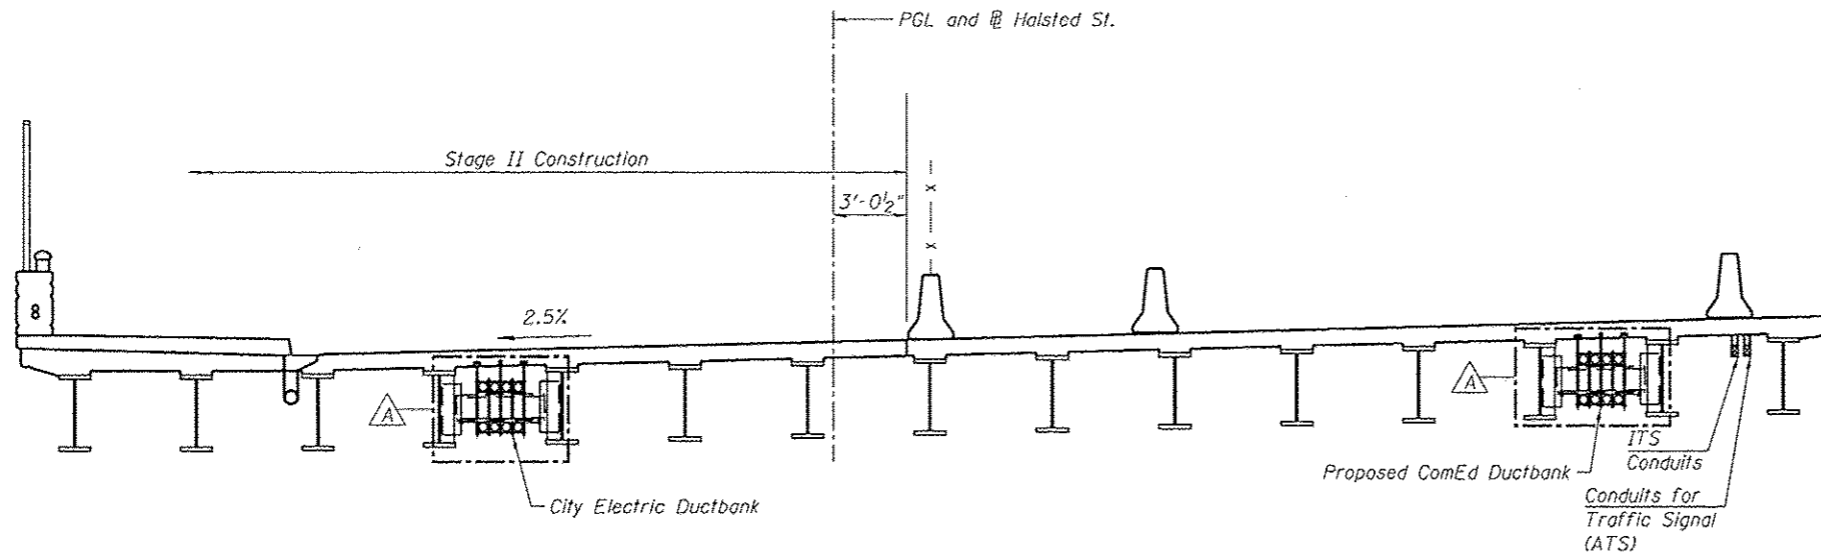 PGL and ⅊ Halsted St.
Stage II Construction
3'-0½"
x
x
2.5%
A
A
City Electric Ductbank
Proposed ComEd Ductbank
ITS
Conduits
Conduits for
Traffic Signal
(ATS)